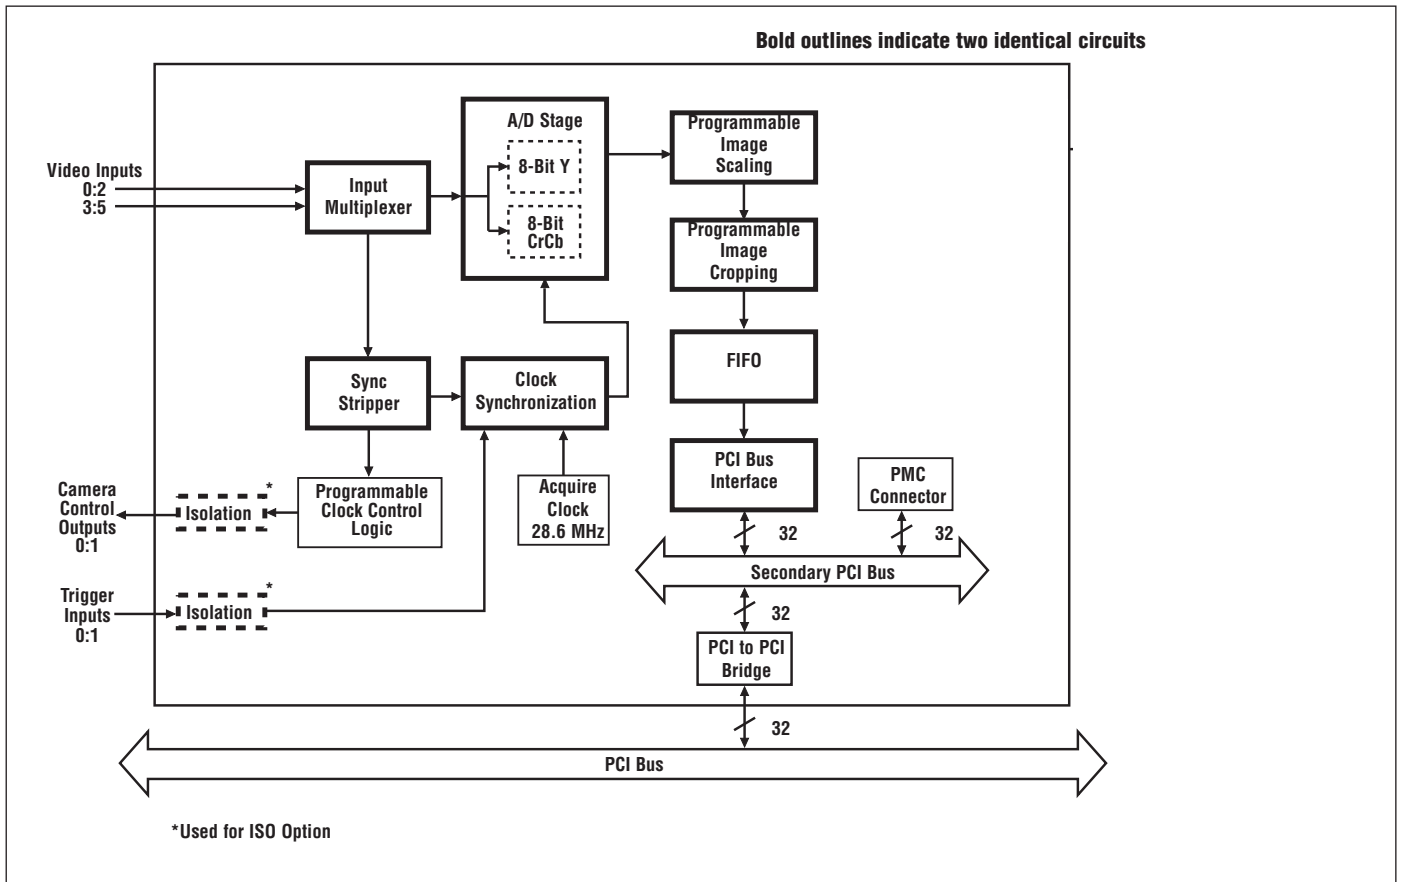 Bold outlines indicate two identical circuits
A/D Stage
8-Bit Y
8-Bit
CrCb
Programmable
Image
Scaling
Video Inputs
0:2
3:5
Input
Multiplexer
Programmable
Image
Cropping
FIFO
Sync
Stripper
Clock
Synchronization
PCI Bus
Interface
PMC
Connector
Camera
Control
Outputs
0:1
*
Isolation
Programmable
Clock Control
Logic
Acquire
Clock
28.6 MHz
32
32
Secondary PCI Bus
Trigger
Inputs
0:1
*
Isolation
32
PCI to PCI
Bridge
32
PCI Bus
*Used for ISO Option